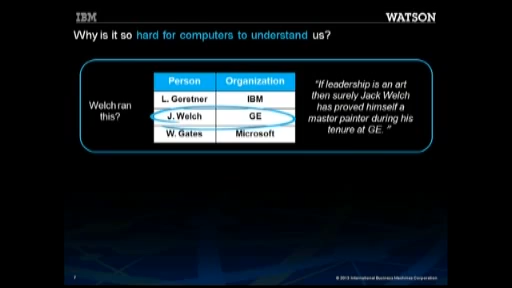 IBM
WATSON
Why is it so hard for computers to understand us?
Welch ran
this?
Person Organization
L. Gerstner IBM
J. Welch GE
W. Gates Microsoft
"If leadership is an art
then surely Jack Welch
has proved himself a
master painter during his
tenure at GE. "
7
© 2013 International Business Machines Corporation